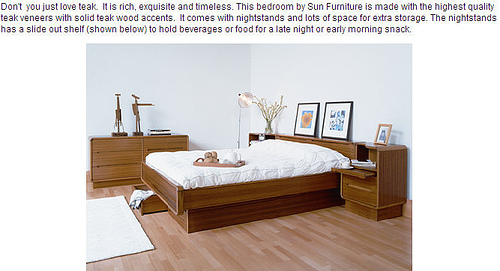 Don't  you just love teak.  It is rich, exquisite and timeless. This bedroom by Sun Furniture is made with the highest quality
teak veneers with solid teak wood accents.  It comes with nightstands and lots of space for extra storage. The nightstands
has a slide out shelf (shown below) to hold beverages or food for a late night or early morning snack.